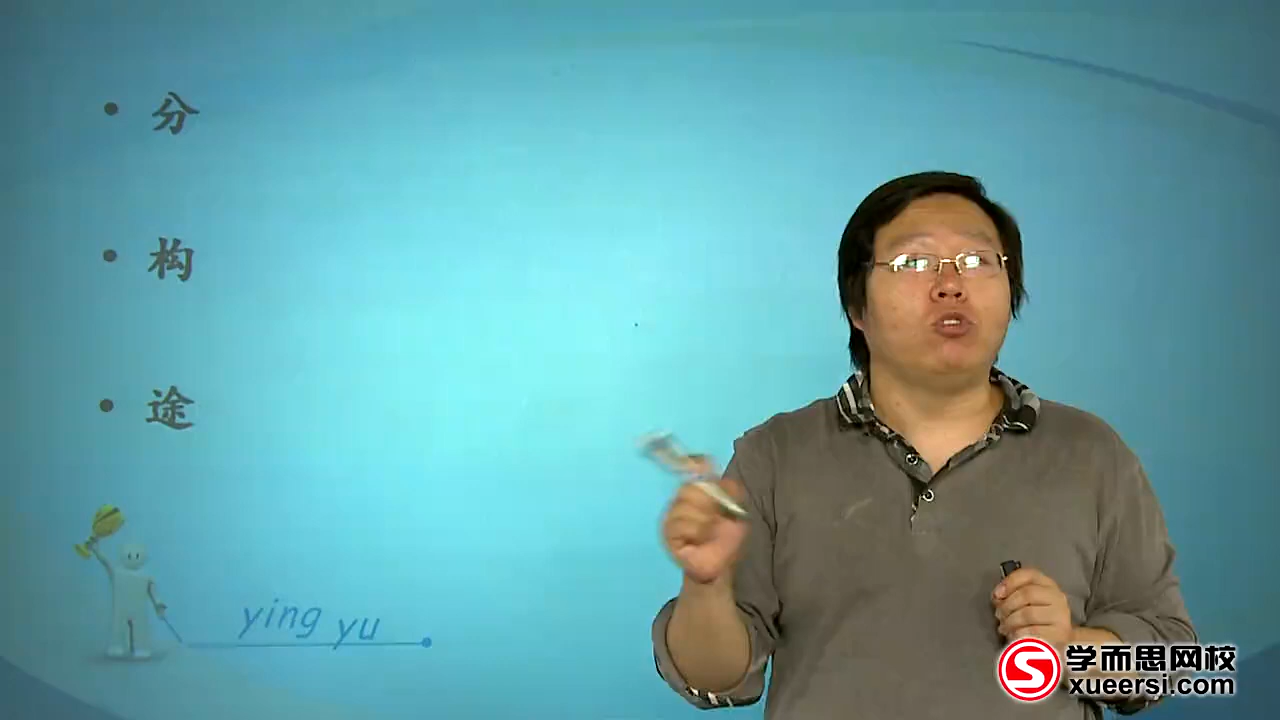 • 分
• 构
• 途
ying yu
学而思网校
xueersi.com